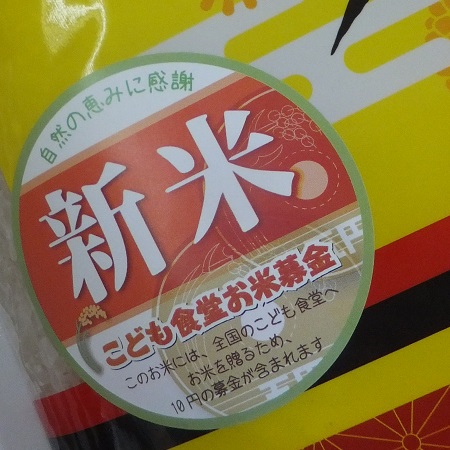 自然の恵みに感謝
新米
こども食堂お米募金
このお米には、全国のこども食堂へ
お米を贈るため、
10円の募金が含まれます